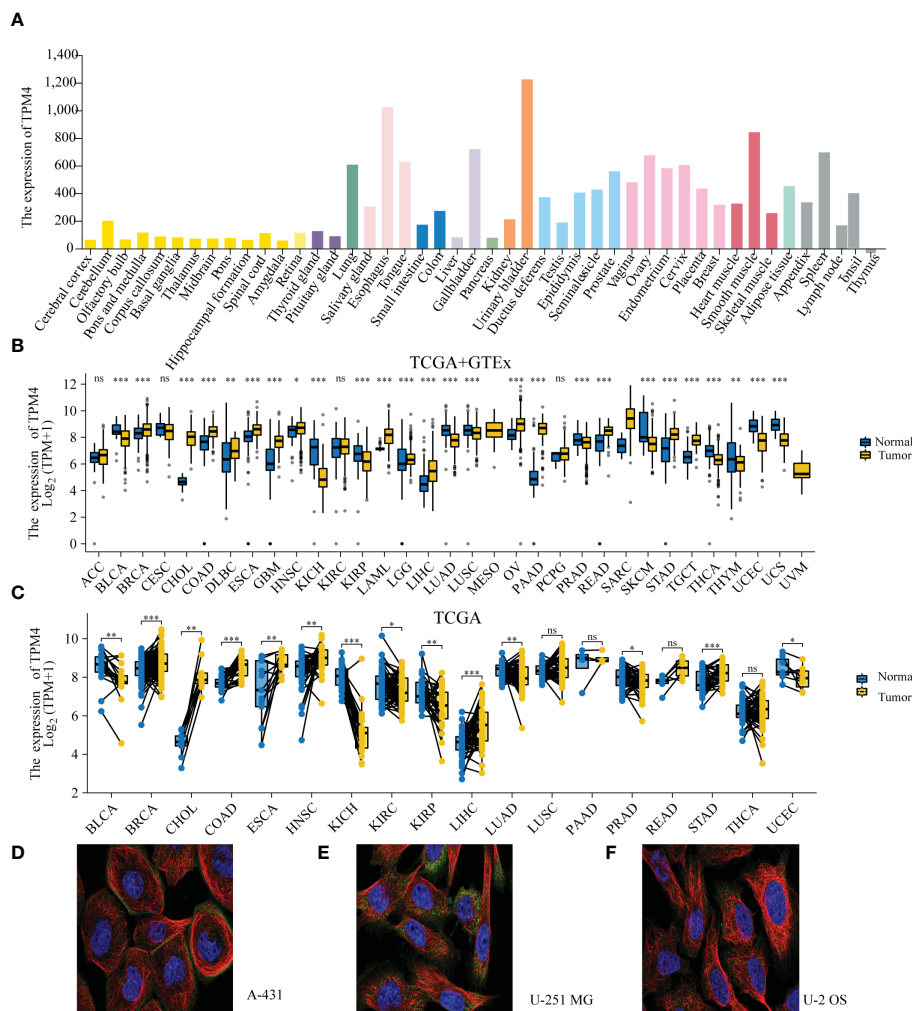 A
The expression of TPM4
1,400
1,200
1,000
800
600
400
200
0
Cerebral cortex
Cerebellum
Olfactory bulb
Pons and medulla
Corpus callosum
Basal ganglia
Thalamus
Midbrain
Pons
Hippocampal formation
Spinal cord
Amygdala
Retina
Thyroid gland
Pituitary gland
Lung
Salivary gland
Esophagus
Tongue
Small intestine
Colon
Liver
Gallbladder
Pancreas
Kidney
Urinary bladder
Ductus deferens
Testis
Epididymis
Seminalvesicle
Prostate
Vagina
Ovary
Endometrium
Cervix
Placenta
Breast
Heart muscle
Smooth muscle
Skeletal muscle
Adipose tissue
Appendix
Spleen
Lymph node
Tonsil
Thymus
B
TCGA+GTEx
The expression of TPM4
Log2 (TPM+1)
12
10
8
6
4
2
0
ns *** *** ns *** *** ** *** *** * *** ns *** *** *** *** *** *** *** *** ns *** *** *** *** *** *** ** *** ***
Normal
Tumor
ACC
BLCA
BRCA
CESC
CHOL
COAD
DLBC
ESCA
GBM
HNSC
KICH
KIRC
KIRP
LAML
LGG
LIHC
LUAD
LUSC
MESO
OV
PAAD
PCPG
PRAD
READ
SARC
SKCM
STAD
TGCT
THCA
THYM
UCEC
UCS
UVM
C
TCGA
The expression of TPM4
Log2 (TPM+1)
10
8
6
4
2
** *** ** *** ** ** *** * ** *** ** ns ns * ns *** ns *
Normal
Tumor
BLCA
BRCA
CHOL
COAD
ESCA
HNSC
KICH
KIRC
KIRP
LIHC
LUAD
LUSC
PAAD
PRAD
READ
STAD
THCA
UCEC
D
A-431
E
U-251 MG
F
U-2 OS